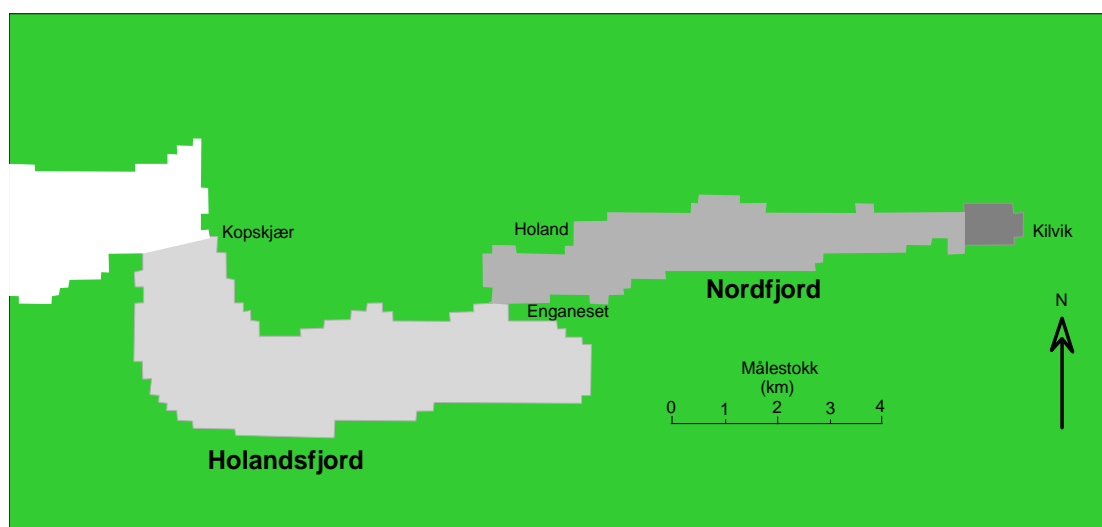 Kopskjær
Holand
Kilvik
Nordfjord
Enganeset
N
Målestokk
(km)
0 1 2 3 4
Holandsfjord